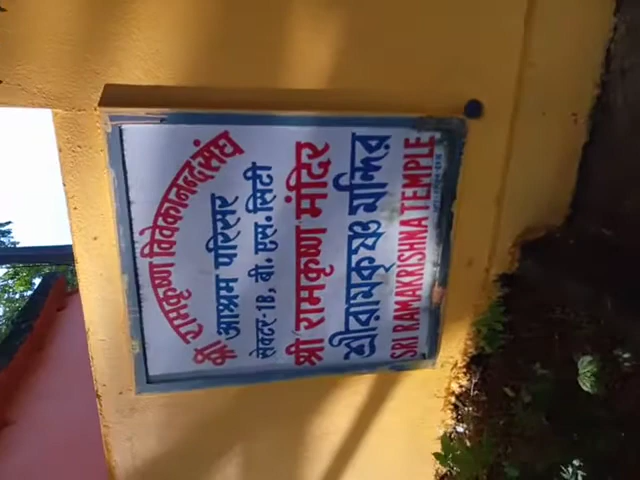 श्री रामकृष्ण विवेकानन्द संघ
आश्रम परिसर
सेक्टर-1B, बी. एस. सिटी
श्री रामकृष्ण मंदिर
শ্রীরামকৃষ্ণ মন্দির
SRI RAMAKRISHNA TEMPLE